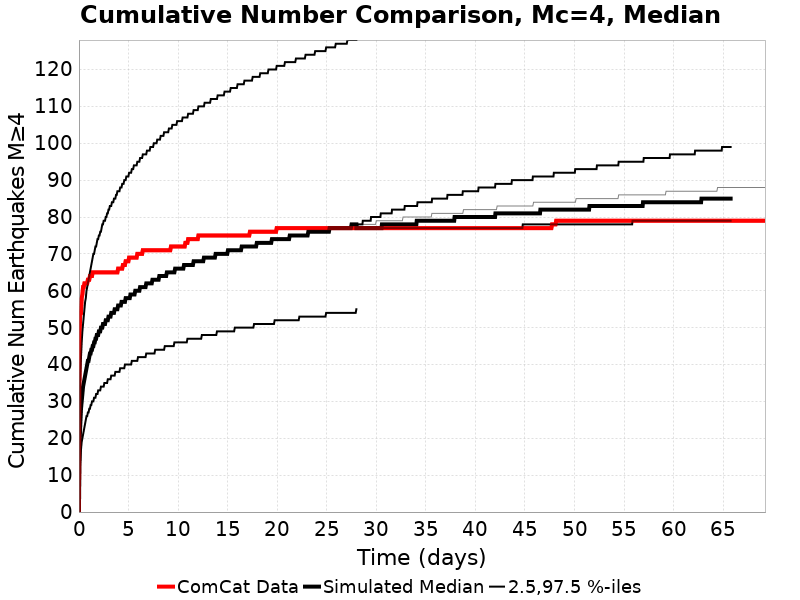 Cumulative Number Comparison, Mc=4, Median
Cumulative Num Earthquakes M≥4
120
110
100
90
80
70
60
50
40
30
20
10
0
0 5 10 15 20 25 30 35 40 45 50 55 60 65
Time (days)
ComCat Data Simulated Median 2.5,97.5 %-iles